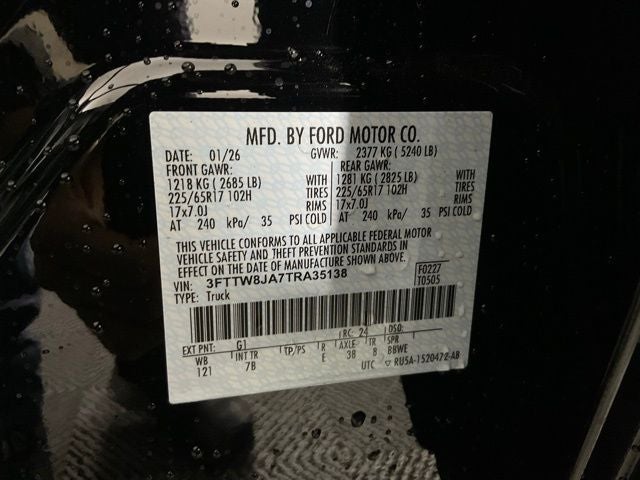 MFD. BY FORD MOTOR CO.
DATE: 01/26 GVWR: 2377 KG ( 5240 LB)
FRONT GAWR: REAR GAWR:
1218 KG ( 2685 LB) WITH 1281 KG ( 2825 LB) WITH
225/65R17 102H TIRES 225/65R17 102H TIRES
17x7.0J RIMS 17x7.0J RIMS
AT 240 kPa/ 35 PSI COLD AT 240 kPa/ 35 PSI COLD
THIS VEHICLE CONFORMS TO ALL APPLICABLE FEDERAL MOTOR
VEHICLE SAFETY AND THEFT PREVENTION STANDARDS IN
EFFECT ON THE DATE OF MANUFACTURE SHOWN ABOVE.
VIN: 3FTTW8JA7TRA35138 F0227
TYPE: Truck T0505
EXT PNT: G1 RC: 24 DSO:
WB INT TR TP/PS R AXLE TR SPR
121 7B E 38 8 BBWE
UTC ▽ RU5A-1520472-AB